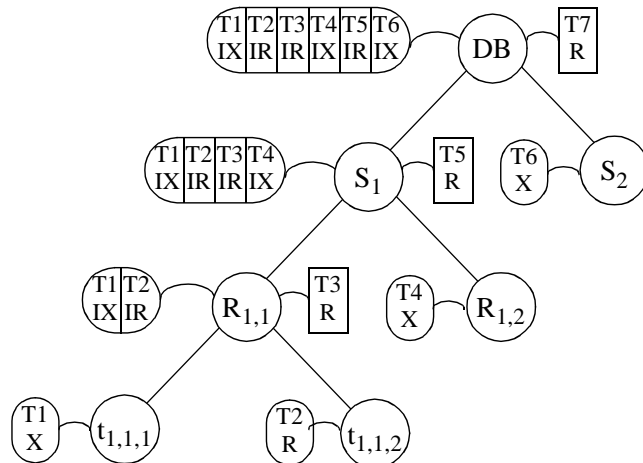 T1 T2 T3 T4 T5 T6
IX IR IR IX IR IX
DB
T7
R
T1 T2 T3 T4
IX IR IR IX
S1
T5
R
T6
X
S2
T1 T2
IX IR
R1,1
T3
R
T4
X
R1,2
T1
X
t1,1,1
T2
R
t1,1,2